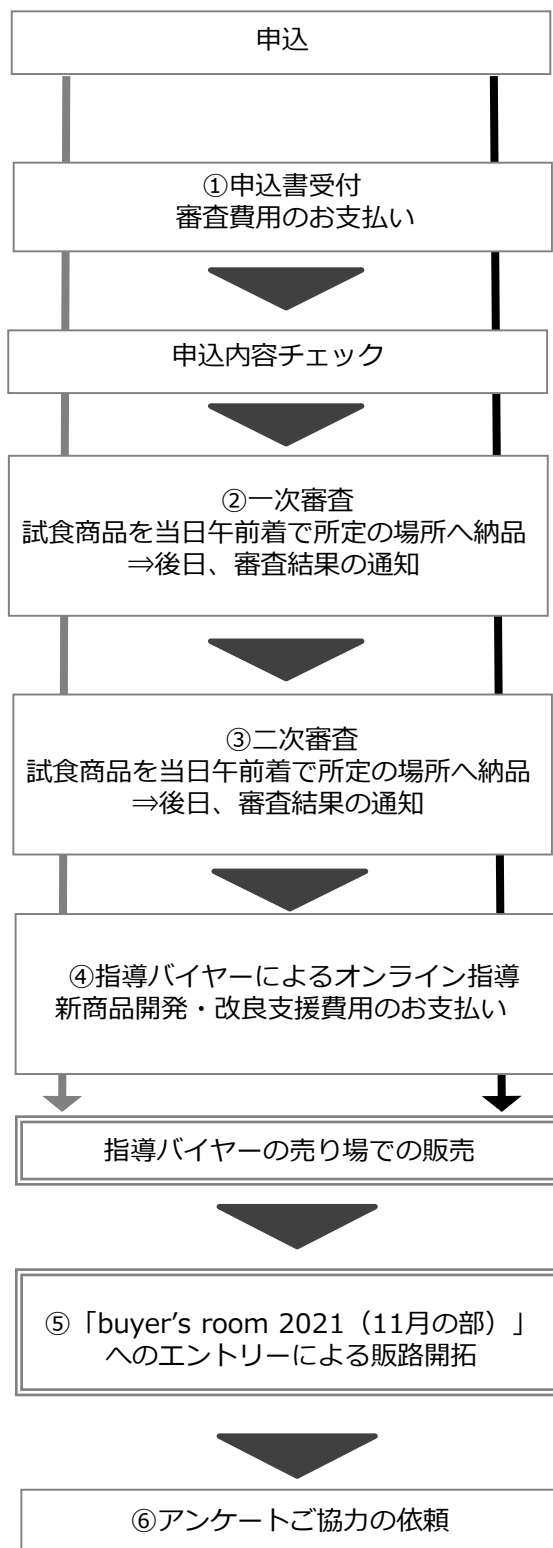 申込
①申込書受付
審査費用のお支払い
申込内容チェック
②一次審査
試食商品を当日午前着で所定の場所へ納品
⇒後日、審査結果の通知
③二次審査
試食商品を当日午前着で所定の場所へ納品
⇒後日、審査結果の通知
④指導バイヤーによるオンライン指導
新商品開発・改良支援費用のお支払い
指導バイヤーの売り場での販売
⑤「buyer’s room 2021（11月の部）」
へのエントリーによる販路開拓
⑥アンケートご協力の依頼